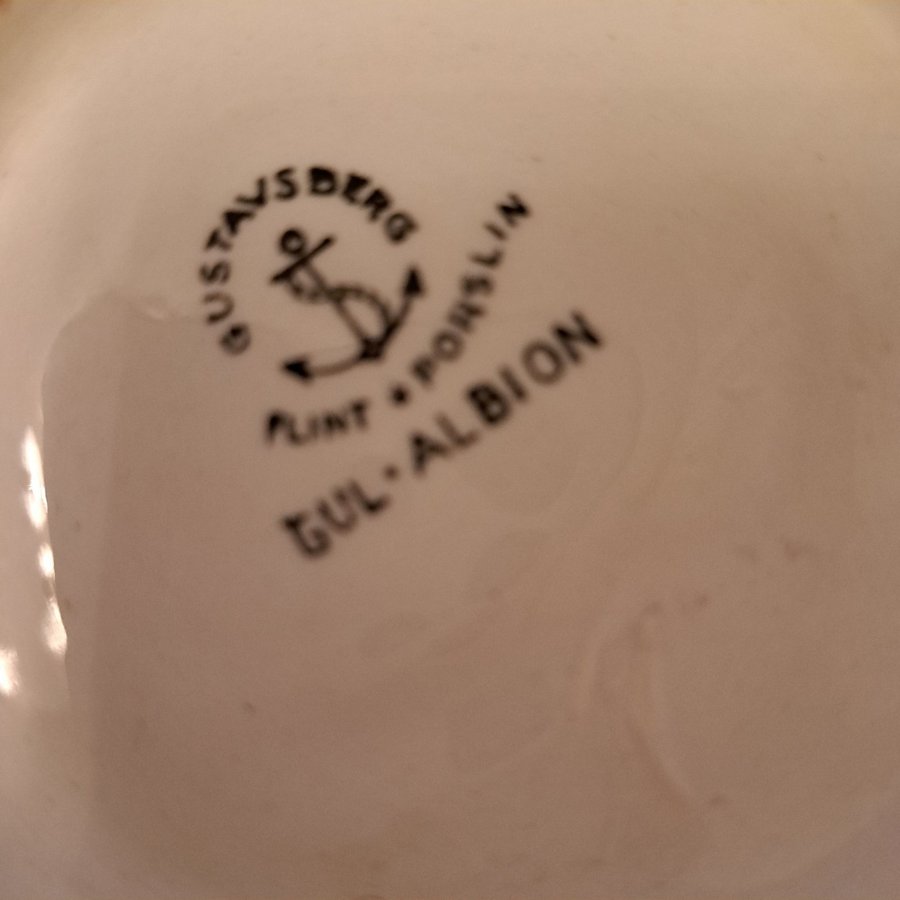 GUSTAVSBERG
FLINT • PORSLIN
GUL • ALBION